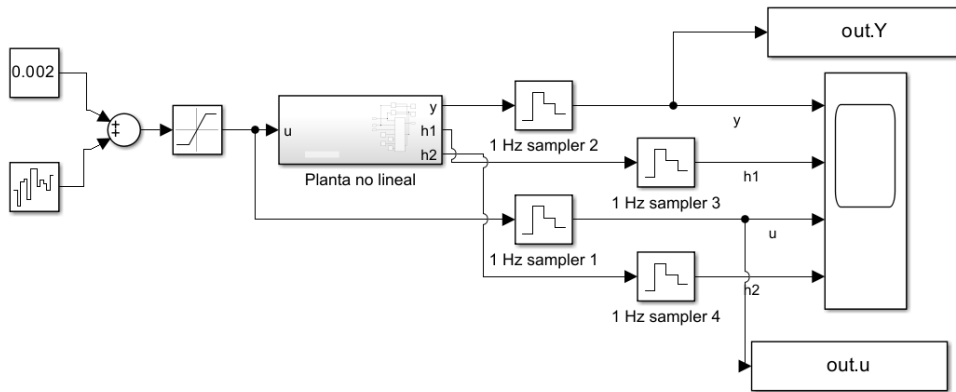 out.Y
0.002
+
+
u
y
h1
h2
Planta no lineal
1 Hz sampler 2
y
1 Hz sampler 3
h1
1 Hz sampler 1
u
1 Hz sampler 4
h2
out.u